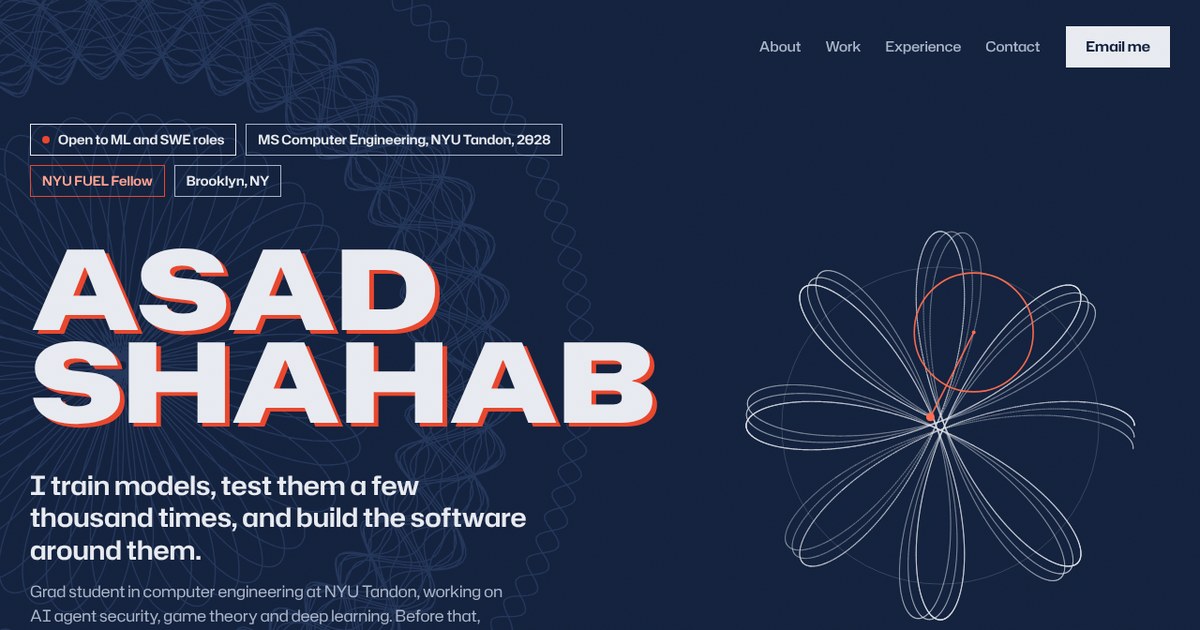 About Work Experience Contact Email me
Open to ML and SWE roles MS Computer Engineering, NYU Tandon, 2028
NYU FUEL Fellow Brooklyn, NY
ASAD
SHAHAB
I train models, test them a few
thousand times, and build the software
around them.
Grad student in computer engineering at NYU Tandon, working on
AI agent security, game theory and deep learning. Before that,